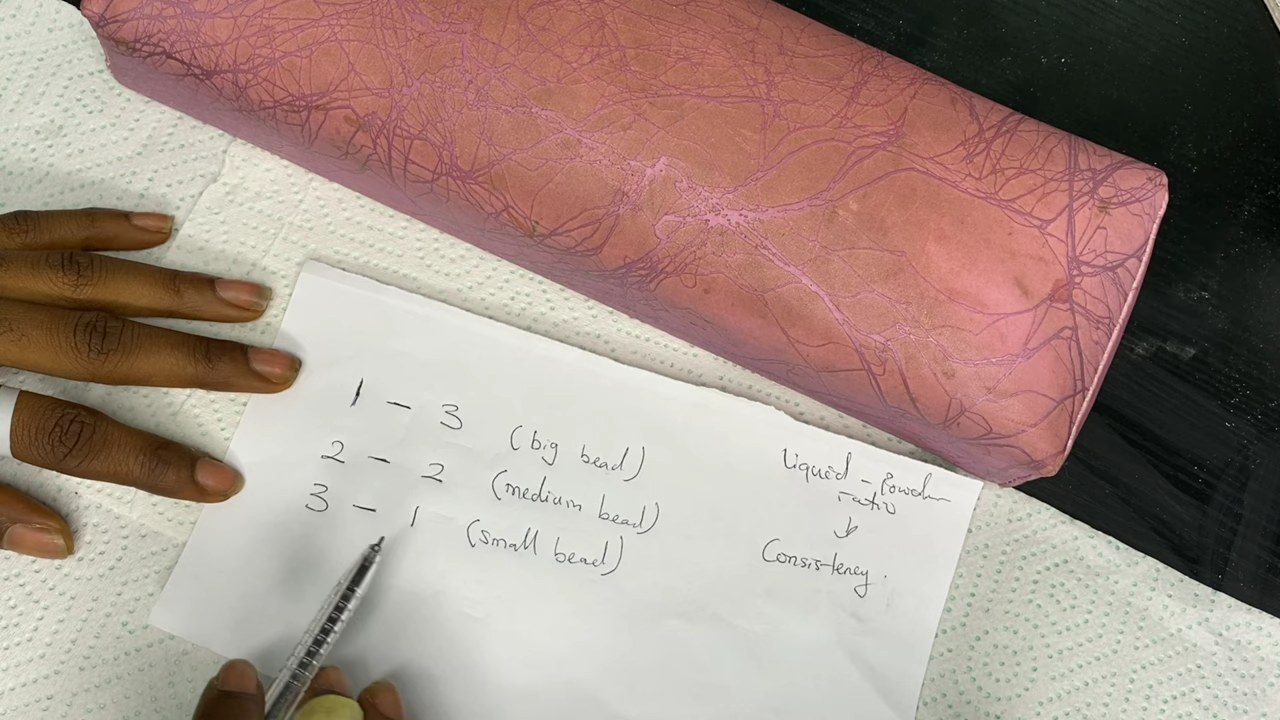 1 - 3 (big bead)
2 - 2 (medium bead)
3 - 1 (small bead)
Liquid - Powder
ratio
↓
Consistency.